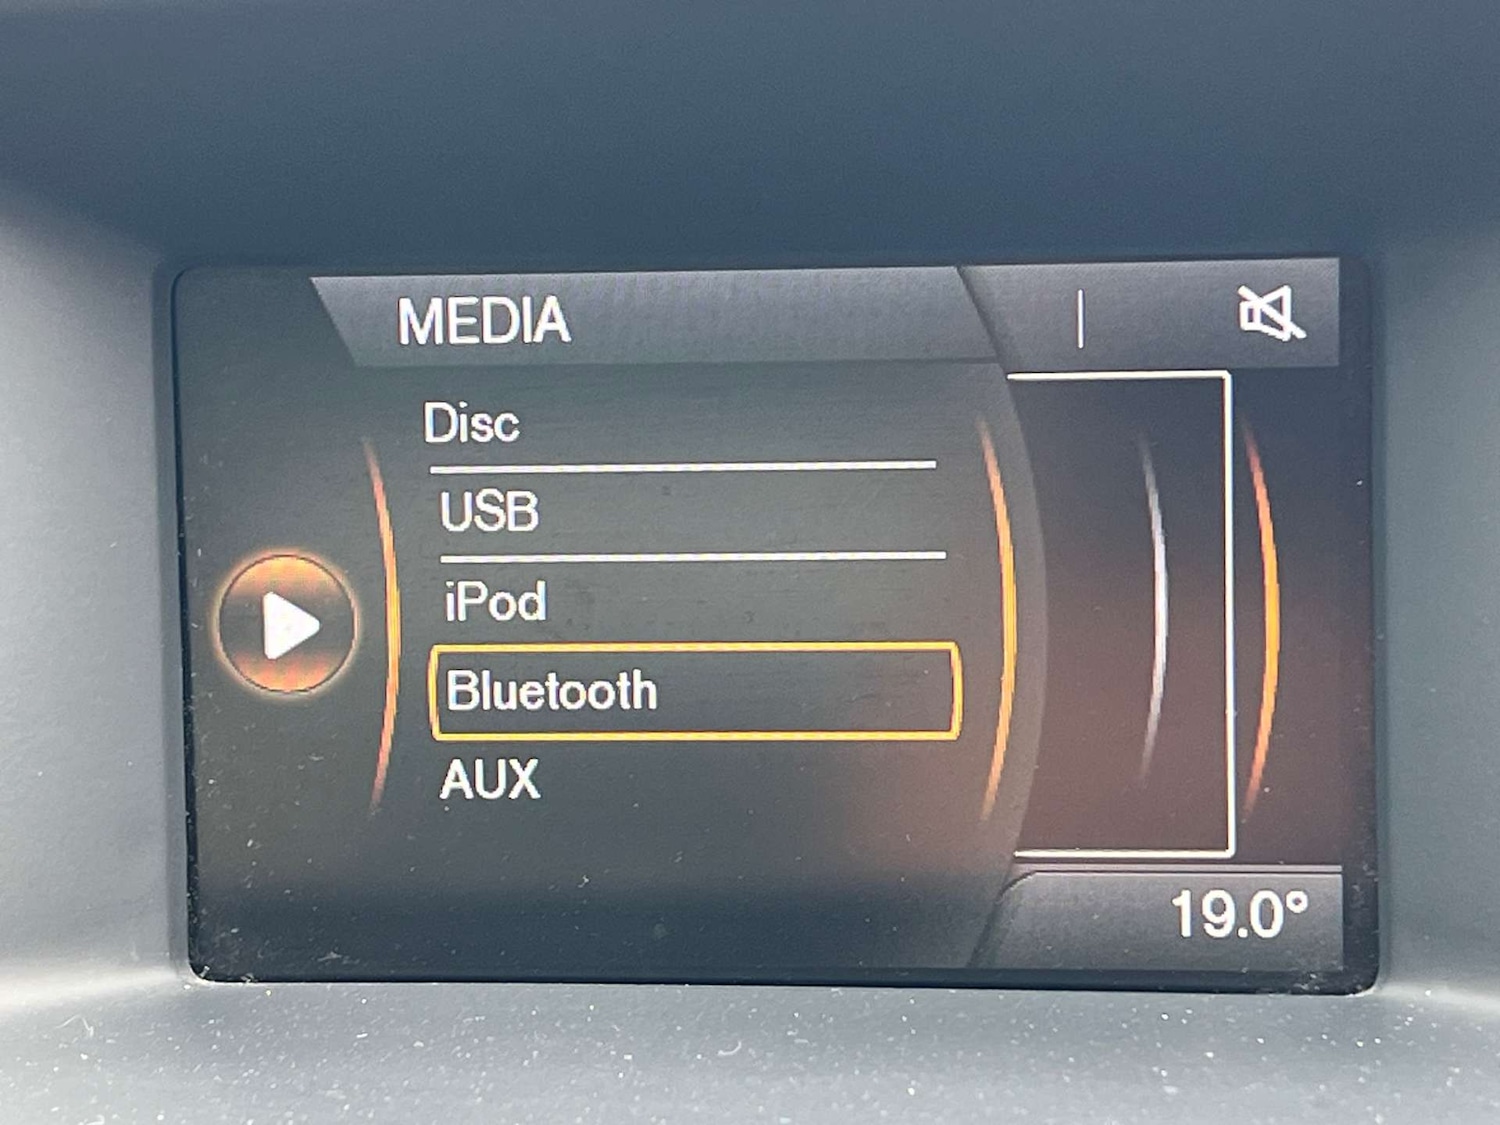 MEDIA
Disc
USB
iPod
Bluetooth
AUX
19.0°